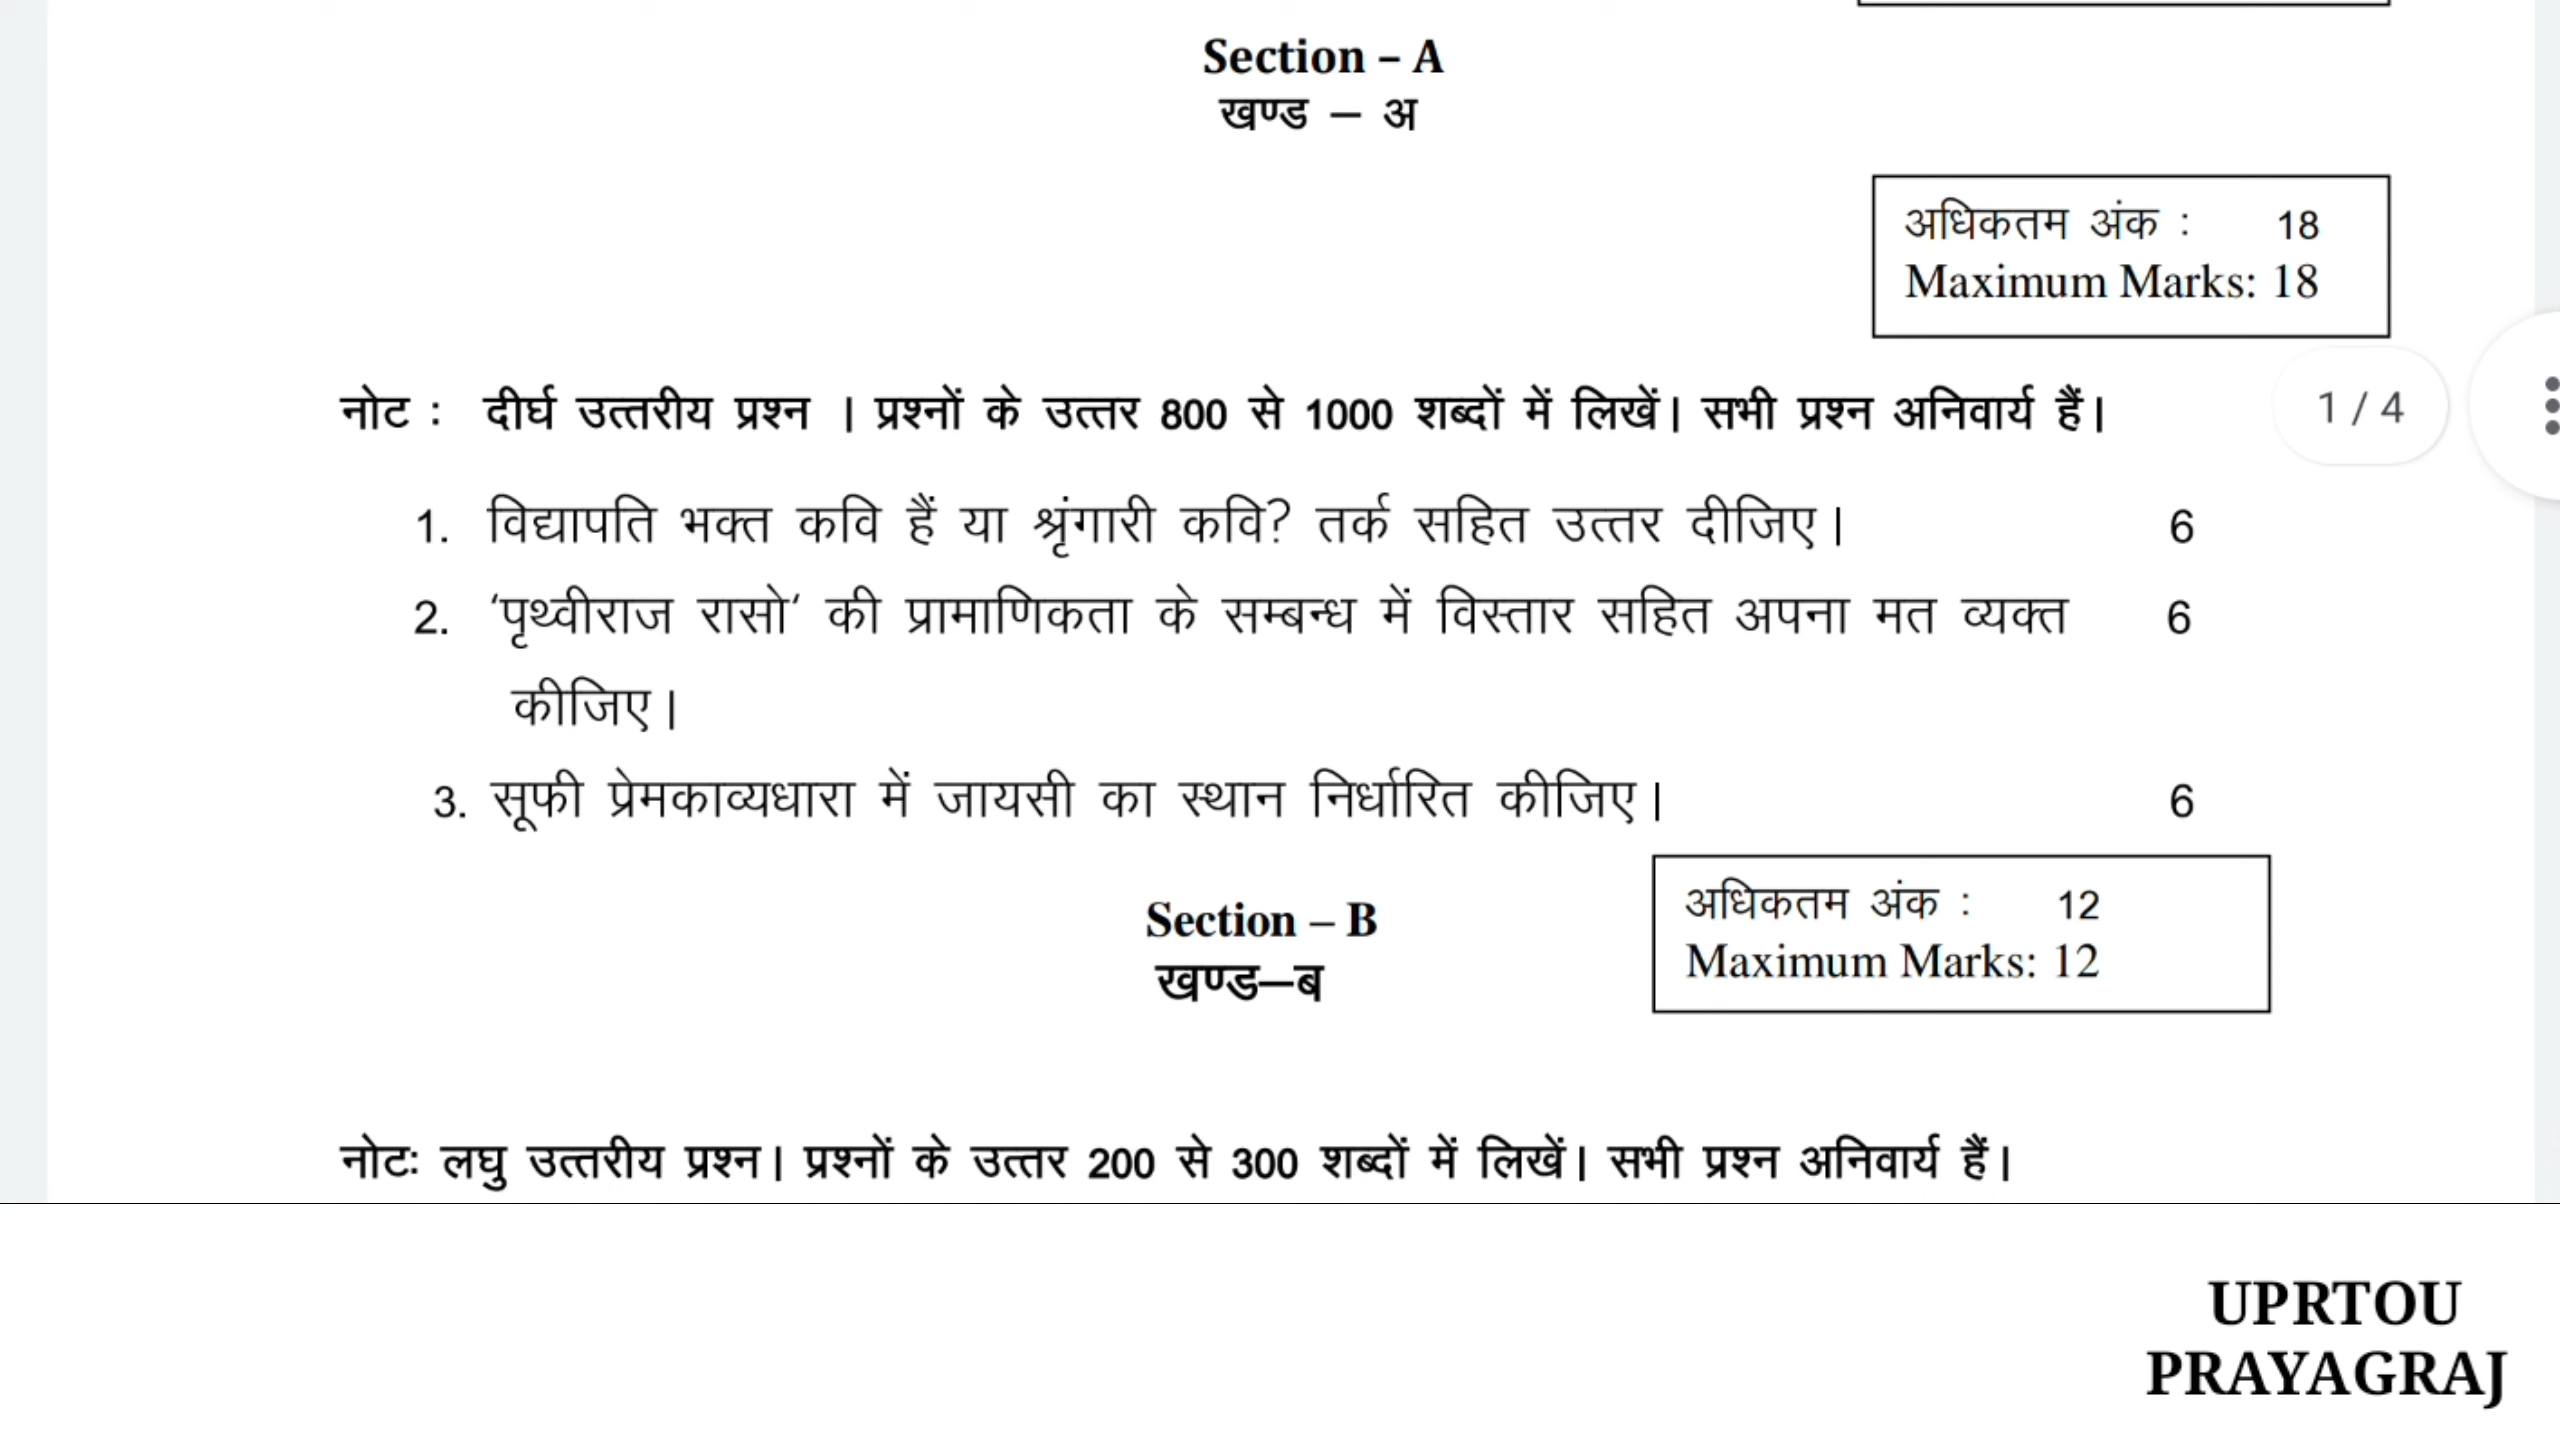 Section – A
खण्ड – अ
अधिकतम अंक : 18
Maximum Marks: 18
नोट : दीर्घ उत्तरीय प्रश्न । प्रश्नों के उत्तर 800 से 1000 शब्दों में लिखें। सभी प्रश्न अनिवार्य हैं।
1 / 4
1. विद्यापति भक्त कवि हैं या श्रृंगारी कवि? तर्क सहित उत्तर दीजिए। 6
2. ‘पृथ्वीराज रासो‘ की प्रामाणिकता के सम्बन्ध में विस्तार सहित अपना मत व्यक्त 6
कीजिए।
3. सूफी प्रेमकाव्यधारा में जायसी का स्थान निर्धारित कीजिए। 6
Section – B
खण्ड–ब
अधिकतम अंक : 12
Maximum Marks: 12
नोटः लघु उत्तरीय प्रश्न। प्रश्नों के उत्तर 200 से 300 शब्दों में लिखें। सभी प्रश्न अनिवार्य हैं।
UPRTOU
PRAYAGRAJ